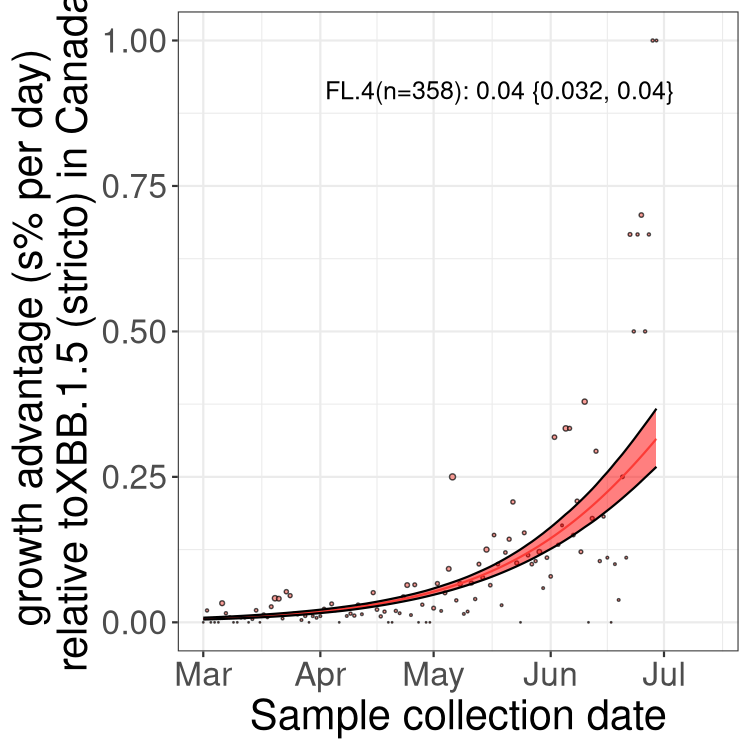 growth advantage (s% per day)
relative toXBB.1.5 (stricto) in Canada
1.00
0.75
0.50
0.25
0.00
FL.4(n=358): 0.04 {0.032, 0.04}
Mar Apr May Jun Jul
Sample collection date